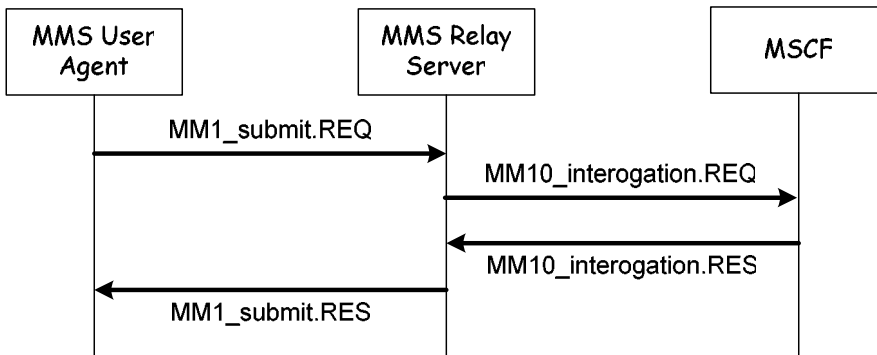 MMS User
Agent
MMS Relay
Server
MSCF
MM1_submit.REQ
MM10_interogation.REQ
MM10_interogation.RES
MM1_submit.RES